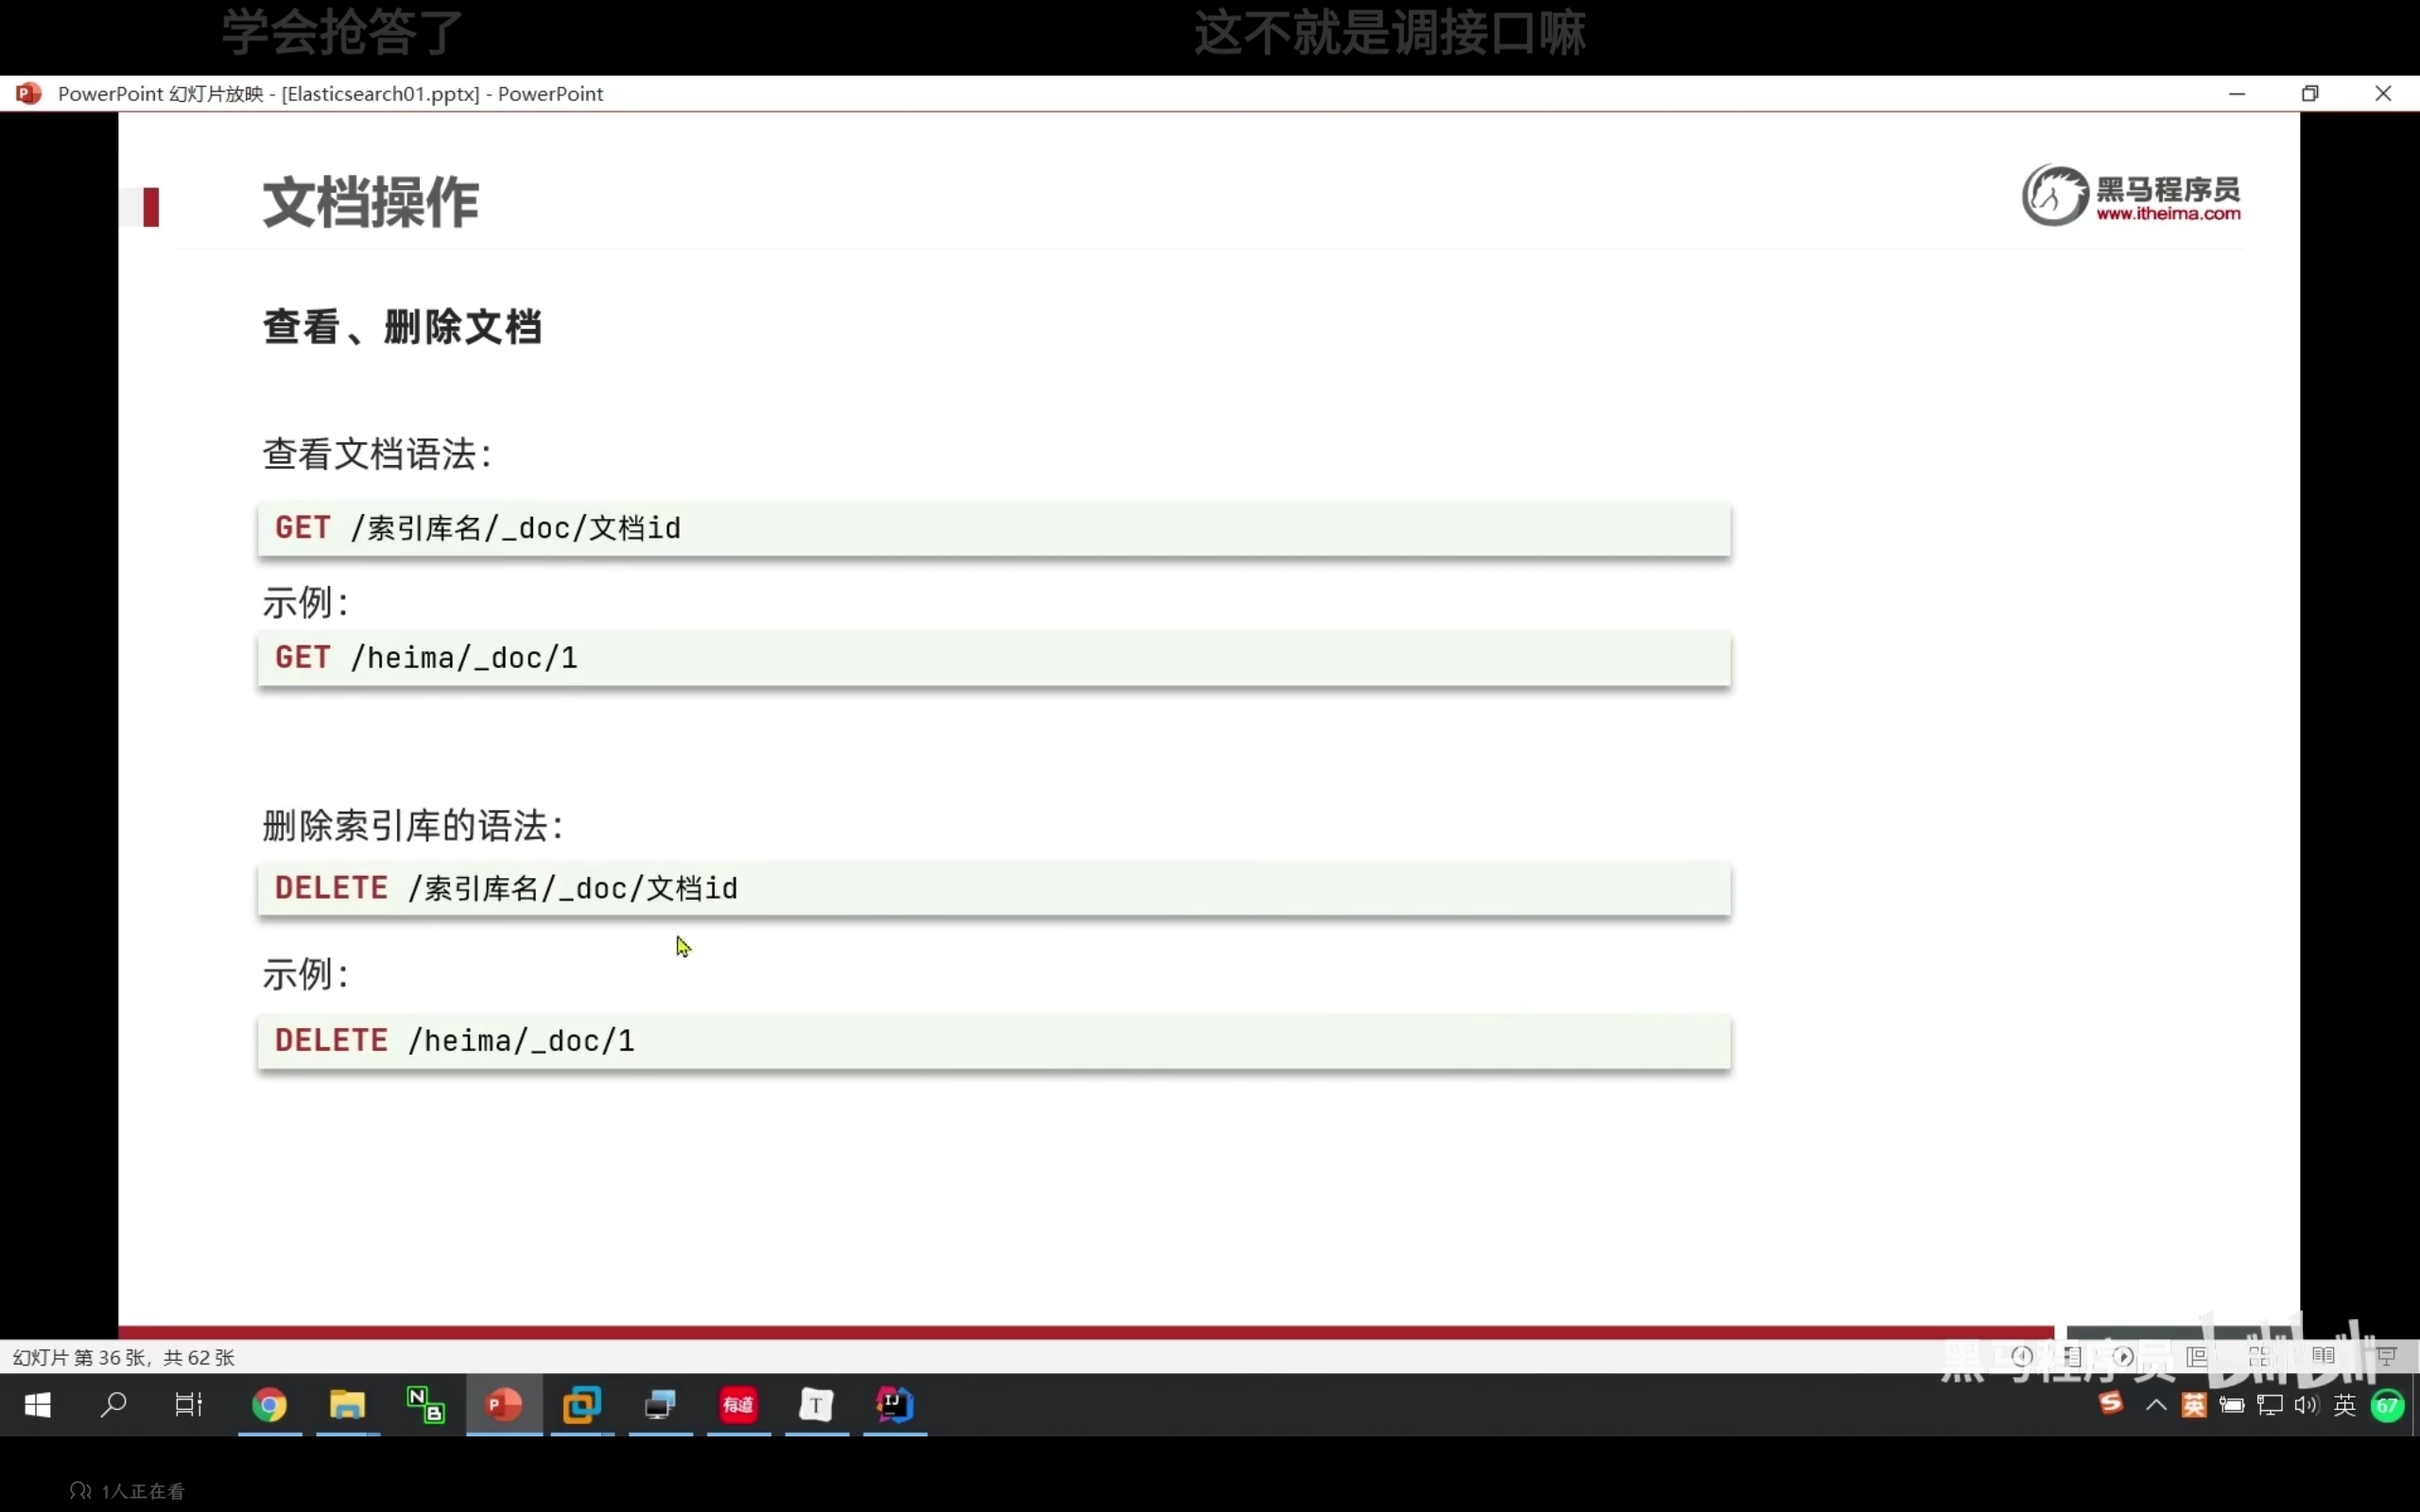 学会抢答了 这不就是调接口嘛
PowerPoint 幻灯片放映 - [Elasticsearch01.pptx] - PowerPoint
文档操作
黑马程序员
www.itheima.com
查看、删除文档
查看文档语法：
GET /索引库名/_doc/文档id
示例：
GET /heima/_doc/1
删除索引库的语法：
DELETE /索引库名/_doc/文档id
示例：
DELETE /heima/_doc/1
黑马程序员 bilibili
幻灯片 第 36 张，共 62 张
N B P 有道 T IJ S 英 英 67
1人正在看